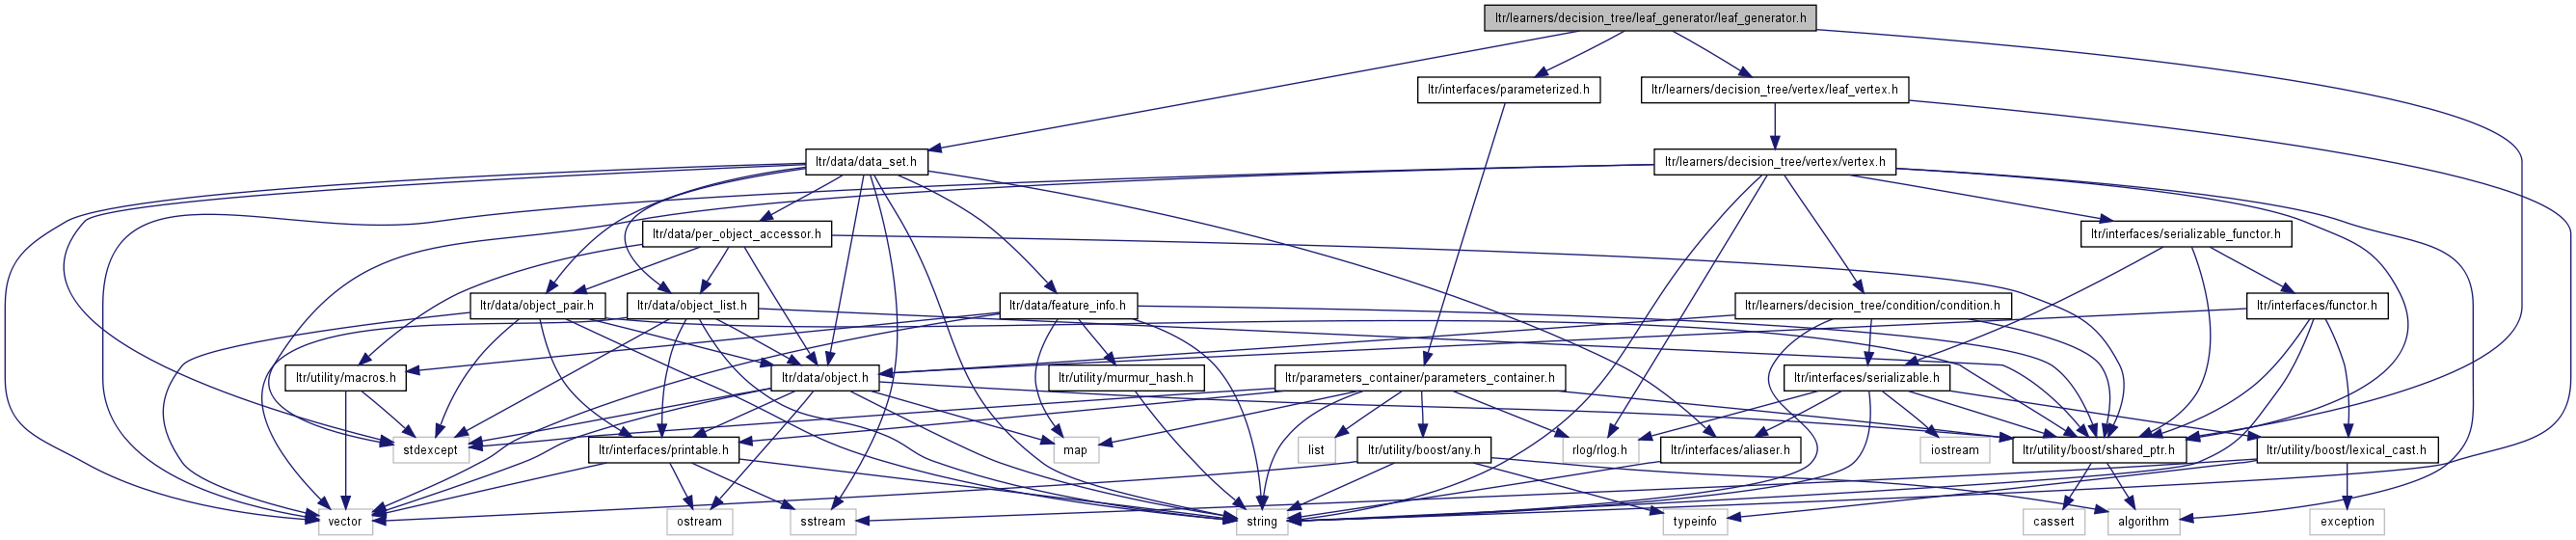 ltr/learners/decision_tree/leaf_generator/leaf_generator.h
ltr/interfaces/parameterized.h
ltr/learners/decision_tree/vertex/leaf_vertex.h
ltr/data/data_set.h
ltr/learners/decision_tree/vertex/vertex.h
ltr/data/per_object_accessor.h
ltr/interfaces/serializable_functor.h
ltr/data/object_pair.h
ltr/data/object_list.h
ltr/data/feature_info.h
ltr/learners/decision_tree/condition/condition.h
ltr/interfaces/functor.h
ltr/utility/macros.h
ltr/data/object.h
ltr/utility/murmur_hash.h
ltr/parameters_container/parameters_container.h
ltr/interfaces/serializable.h
stdexcept
ltr/interfaces/printable.h
map
list
ltr/utility/boost/any.h
rlog/rlog.h
ltr/interfaces/aliaser.h
iostream
ltr/utility/boost/shared_ptr.h
ltr/utility/boost/lexical_cast.h
vector
ostream
sstream
string
typeinfo
cassert
algorithm
exception